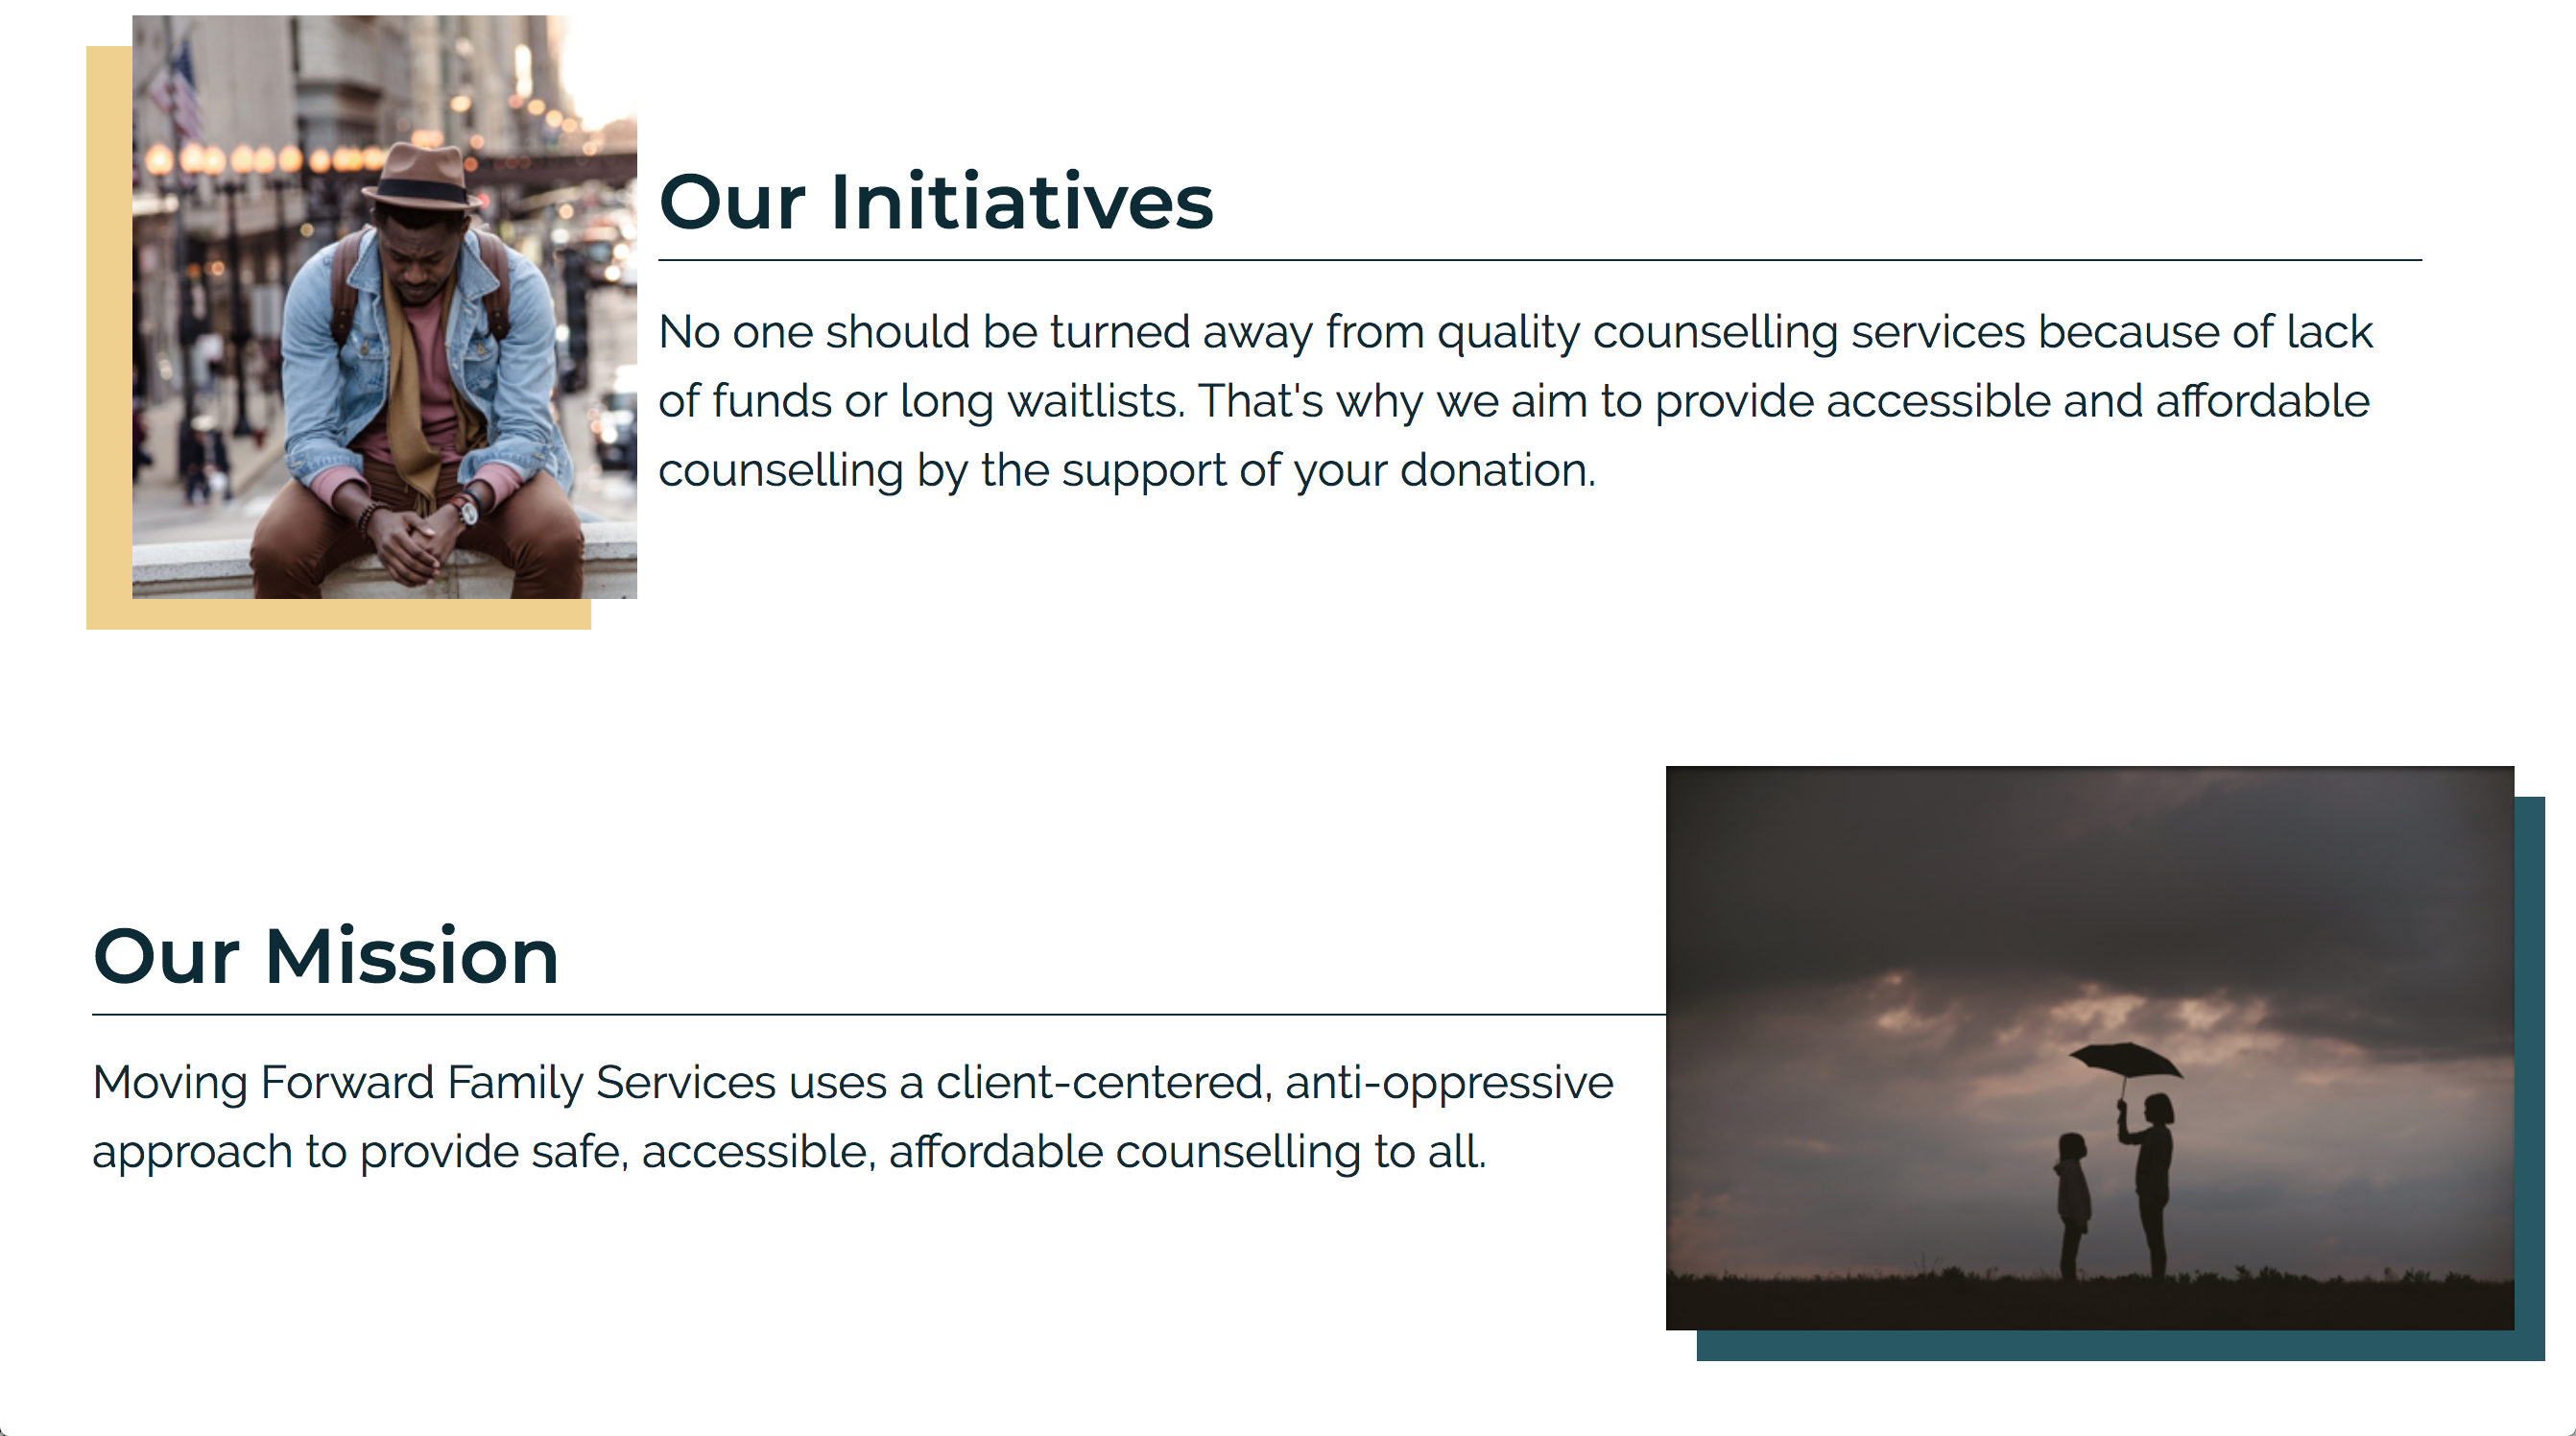 Our Initiatives
No one should be turned away from quality counselling services because of lack
of funds or long waitlists. That's why we aim to provide accessible and affordable
counselling by the support of your donation.
Our Mission
Moving Forward Family Services uses a client-centered, anti-oppressive
approach to provide safe, accessible, affordable counselling to all.